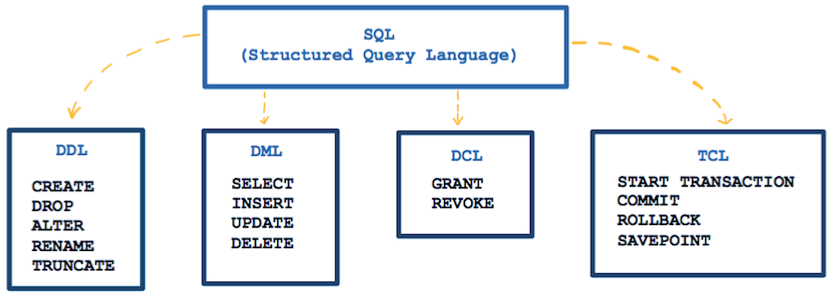 SQL
(Structured Query Language)
DDL
CREATE
DROP
ALTER
RENAME
TRUNCATE
DML
SELECT
INSERT
UPDATE
DELETE
DCL
GRANT
REVOKE
TCL
START TRANSACTION
COMMIT
ROLLBACK
SAVEPOINT